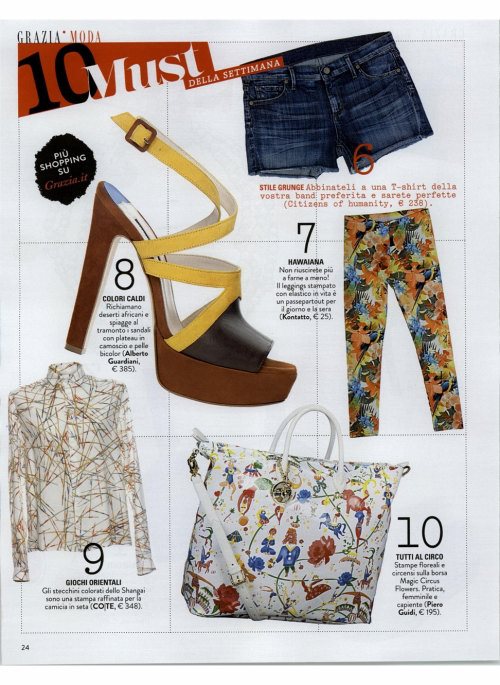 GRAZIA* MODA
10 Must
DELLA SETTIMANA
PIÙ
SHOPPING
SU
Grazia.it
6
STILE GRUNGE Abbinateli a una T-shirt della
vostra band preferita e sarete perfette
(Citizens of humanity, € 238).
7
HAWAIANA
Non riuscirete più
a farne a meno!
Il leggings stampato
con elastico in vita è
un passepartout per
il giorno e la sera
(Kontatto, € 25).
8
COLORI CALDI
Richiamano
deserti africani e
spiagge al
tramonto i sandali
con plateau in
camoscio e pelle
bicolor (Alberto
Guardiani,
€ 385).
9
GIOCHI ORIENTALI
Gli stecchini colorati dello Shangai
sono una stampa raffinata per la
camicia in seta (CO|TE, € 348).
10
TUTTI AL CIRCO
Stampe floreali e
circensi sulla borsa
Magic Circus
Flowers. Pratica,
femminile e
capiente (Piero
Guidi, € 195).
24